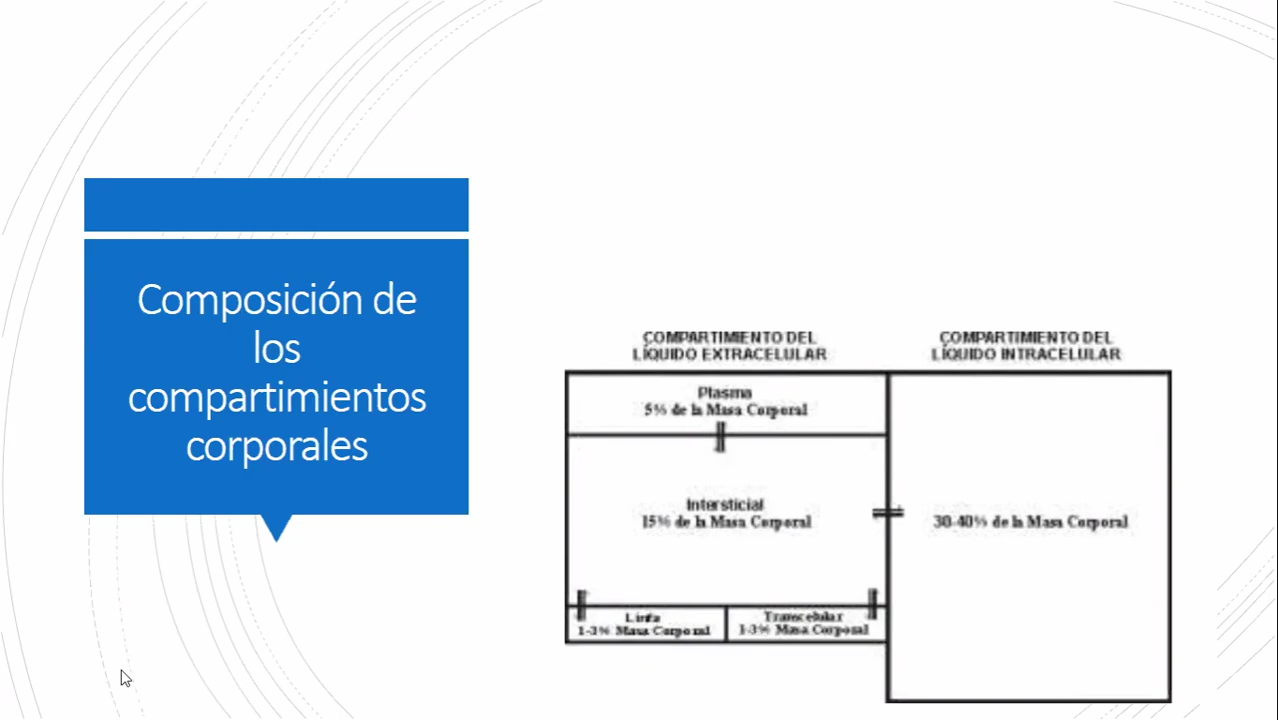 Composición de
los
compartimientos
corporales
COMPARTIMIENTO DEL
LÍQUIDO EXTRACELULAR
COMPARTIMIENTO DEL
LÍQUIDO INTRACELULAR
Plasma
5% de la Masa Corporal
Intersticial
15% de la Masa Corporal
30-40% de la Masa Corporal
Linfa
1-3% Masa Corporal
Transcelular
1-3% Masa Corporal